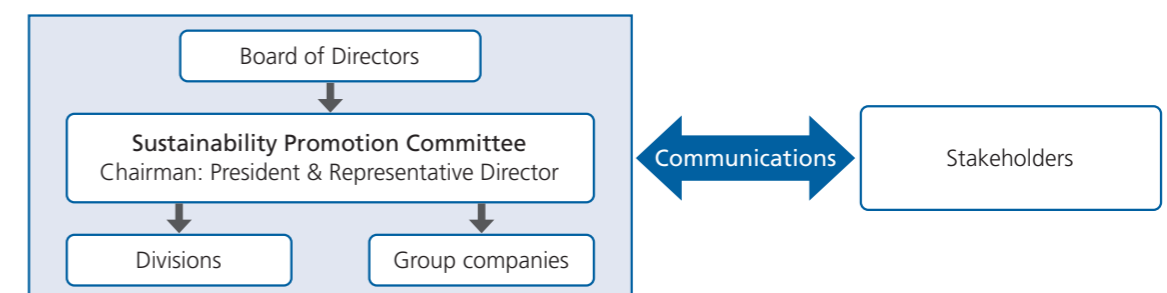 Board of Directors
Sustainability Promotion Committee
Chairman: President & Representative Director
Divisions
Group companies
Communications
Stakeholders